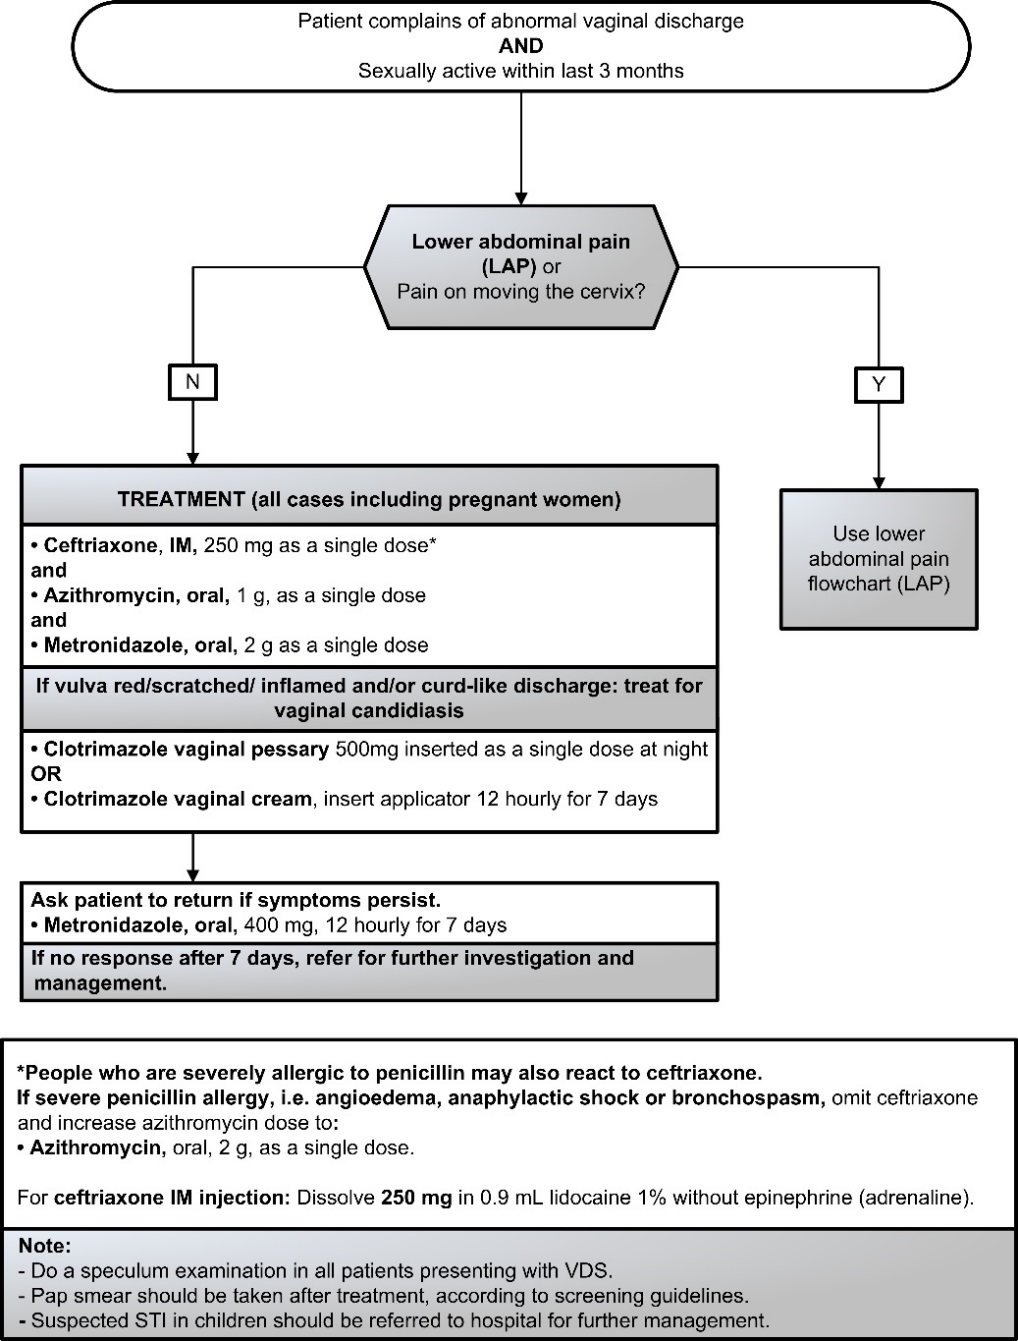 Patient complains of abnormal vaginal discharge
AND
Sexually active within last 3 months
Lower abdominal pain
(LAP) or
Pain on moving the cervix?
N
Y
TREATMENT (all cases including pregnant women)
• Ceftriaxone, IM, 250 mg as a single dose*
and
• Azithromycin, oral, 1 g, as a single dose
and
• Metronidazole, oral, 2 g as a single dose
If vulva red/scratched/ inflamed and/or curd-like discharge: treat for
vaginal candidiasis
• Clotrimazole vaginal pessary 500mg inserted as a single dose at night
OR
• Clotrimazole vaginal cream, insert applicator 12 hourly for 7 days
Use lower
abdominal pain
flowchart (LAP)
Ask patient to return if symptoms persist.
• Metronidazole, oral, 400 mg, 12 hourly for 7 days
If no response after 7 days, refer for further investigation and
management.
*People who are severely allergic to penicillin may also react to ceftriaxone.
If severe penicillin allergy, i.e. angioedema, anaphylactic shock or bronchospasm, omit ceftriaxone
and increase azithromycin dose to:
• Azithromycin, oral, 2 g, as a single dose.
For ceftriaxone IM injection: Dissolve 250 mg in 0.9 mL lidocaine 1% without epinephrine (adrenaline).
Note:
- Do a speculum examination in all patients presenting with VDS.
- Pap smear should be taken after treatment, according to screening guidelines.
- Suspected STI in children should be referred to hospital for further management.